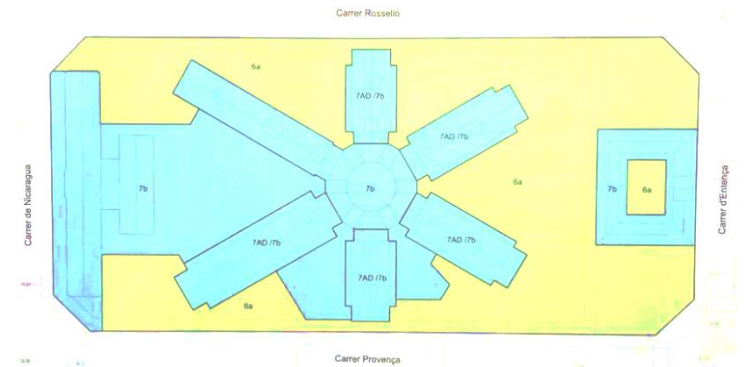 Carrer Rosselló
6a
7AD /7b
7AD /7b
Carrer de Nicaragua
7b
7b
6a
7b
6a
Carrer d'Entença
7AD /7b
7AD /7b
7AD /7b
6a
Carrer Provença